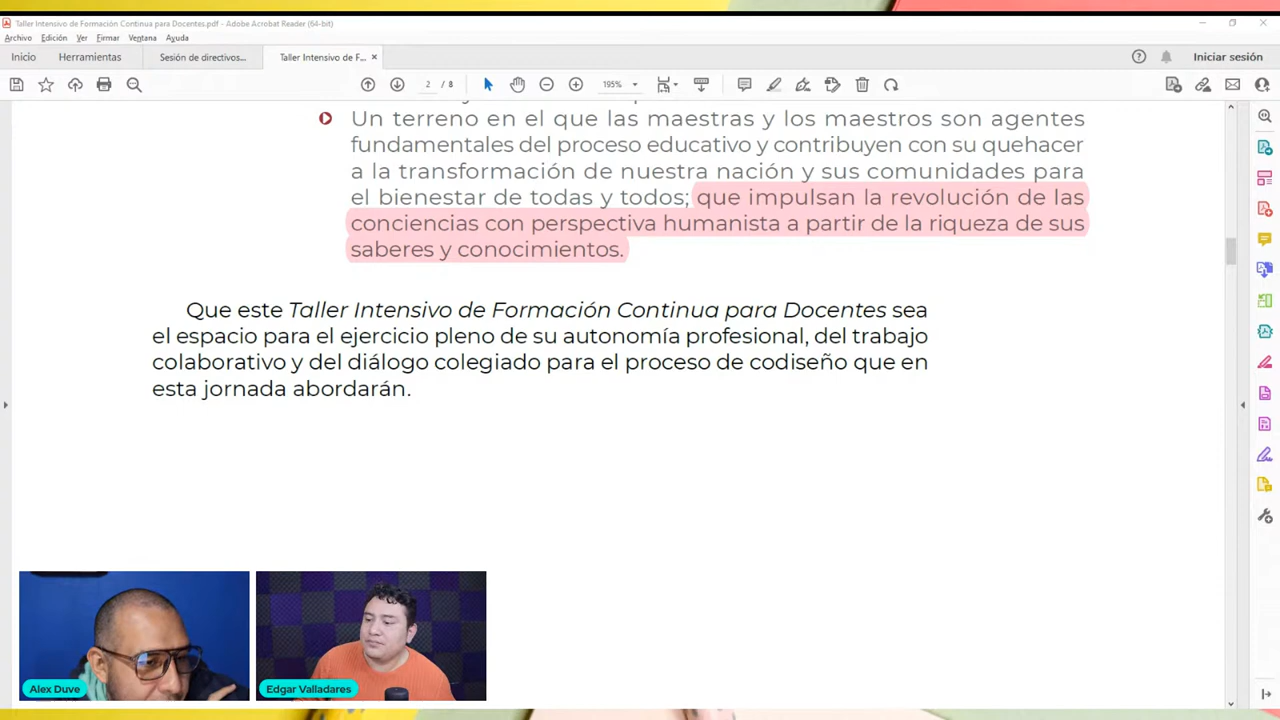 Taller Intensivo de Formación Continua para Docentes.pdf - Adobe Acrobat Reader (64-bit)
Archivo Edición Ver Firmar Ventana Ayuda
Inicio Herramientas Sesión de directivos... Taller Intensivo de F... Iniciar sesión
2 / 8 195%
Un terreno en el que las maestras y los maestros son agentes
fundamentales del proceso educativo y contribuyen con su quehacer
a la transformación de nuestra nación y sus comunidades para
el bienestar de todas y todos; que impulsan la revolución de las
conciencias con perspectiva humanista a partir de la riqueza de sus
saberes y conocimientos.
Que este Taller Intensivo de Formación Continua para Docentes sea
el espacio para el ejercicio pleno de su autonomía profesional, del trabajo
colaborativo y del diálogo colegiado para el proceso de codiseño que en
esta jornada abordarán.
Alex Duve
Edgar Valladares